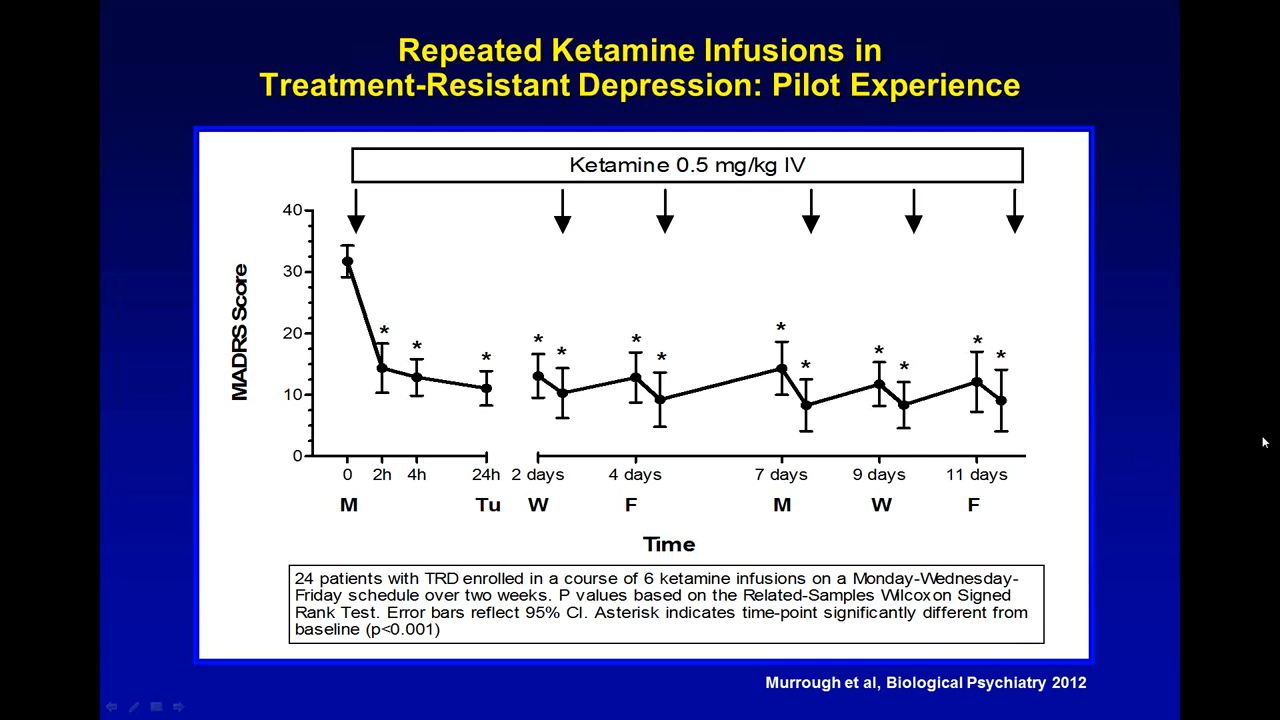 Repeated Ketamine Infusions in
Treatment-Resistant Depression: Pilot Experience
Ketamine 0.5 mg/kg IV
40
30
20
10
0
MADRS Score
* * * * * * * * * * * * *
0 2h 4h 24h 2 days 4 days 7 days 9 days 11 days
M Tu W F M W F
Time
24 patients with TRD enrolled in a course of 6 ketamine infusions on a Monday-Wednesday-
Friday schedule over two weeks. P values based on the Related-Samples Wilcoxon Signed
Rank Test. Error bars reflect 95% CI. Asterisk indicates time-point significantly different from
baseline (p<0.001)
Murrough et al, Biological Psychiatry 2012